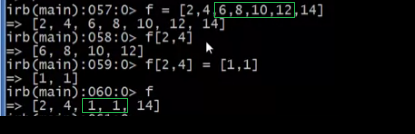 irb(main):057:0> f = [2,4,6,8,10,12,14]
=> [2, 4, 6, 8, 10, 12, 14]
irb(main):058:0> f[2,4]
=> [6, 8, 10, 12]
irb(main):059:0> f[2,4] = [1,1]
=> [1, 1]
irb(main):060:0> f
=> [2, 4, 1, 1, 14]